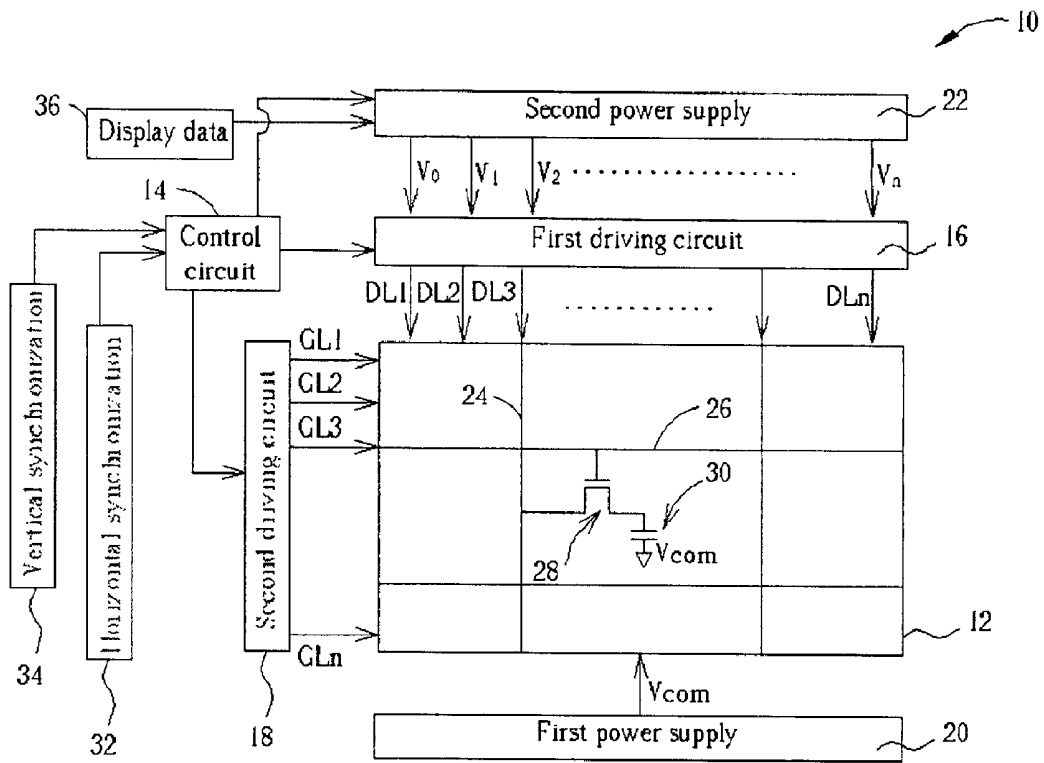 10
36
Display data
Second power supply
22
V0
V1
V2
Vn
14
Control
circuit
First driving circuit
16
DL1
DL2
DL3
DLn
Vertical synchronization
Horizontal synchronization
Second driving circuit
GL1
GL2
GL3
GLn
24
26
28
30
Vcom
12
34
32
18
Vcom
First power supply
20